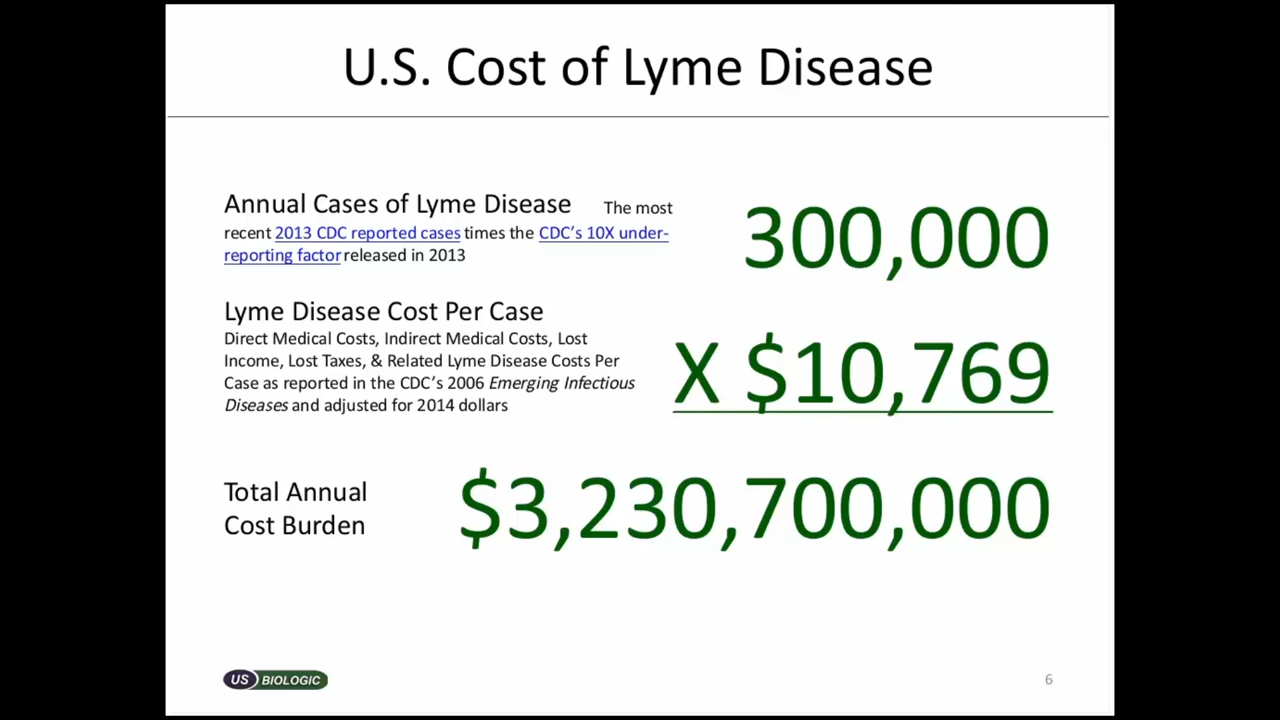 U.S. Cost of Lyme Disease
Annual Cases of Lyme Disease The most
recent 2013 CDC reported cases times the CDC's 10X under-
reporting factor released in 2013
300,000
Lyme Disease Cost Per Case
Direct Medical Costs, Indirect Medical Costs, Lost
Income, Lost Taxes, & Related Lyme Disease Costs Per
Case as reported in the CDC's 2006 Emerging Infectious
Diseases and adjusted for 2014 dollars
X $10,769
Total Annual
Cost Burden
$3,230,700,000
US BIOLOGIC
6